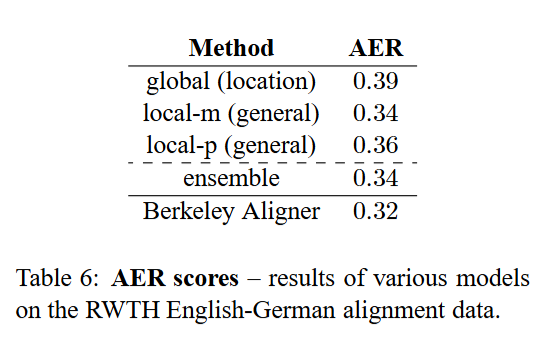 Method AER
global (location) 0.39
local-m (general) 0.34
local-p (general) 0.36
ensemble 0.34
Berkeley Aligner 0.32
Table 6: AER scores – results of various models
on the RWTH English-German alignment data.